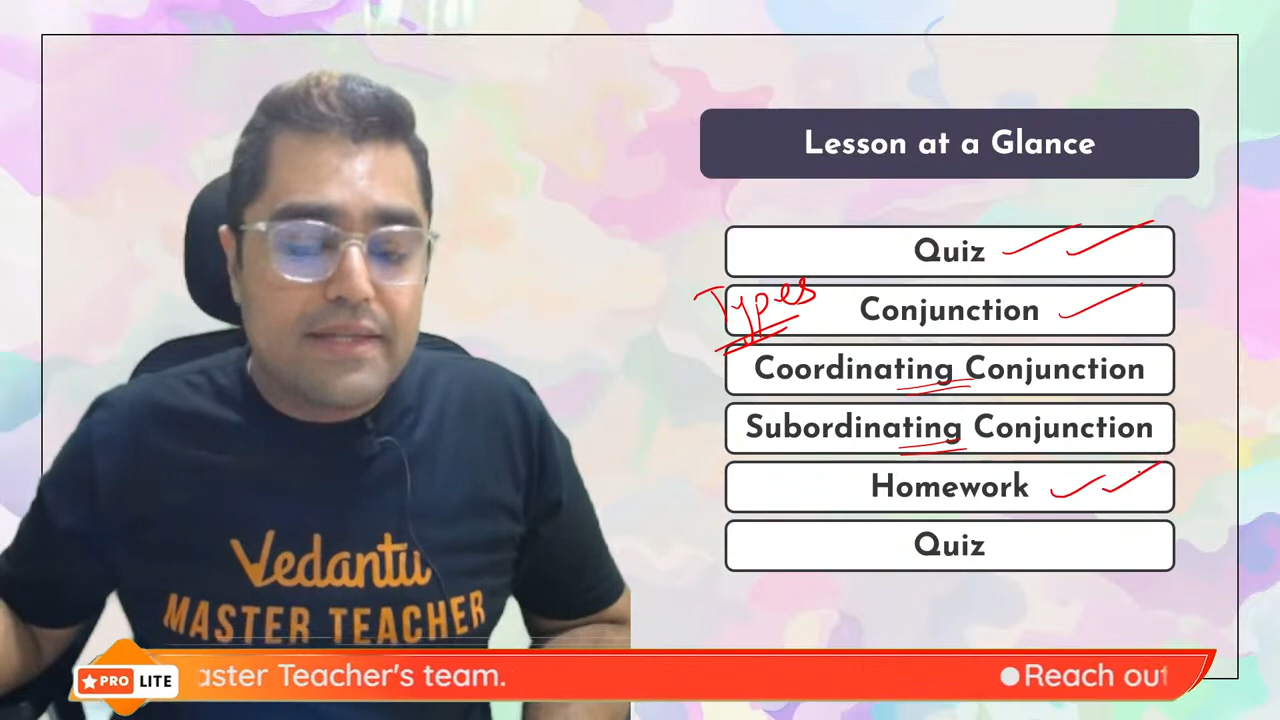 Lesson at a Glance
Quiz
Types
Conjunction
Coordinating Conjunction
Subordinating Conjunction
Homework
Quiz
Vedantu
MASTER TEACHER
PRO LITE
aster Teacher's team.
Reach out